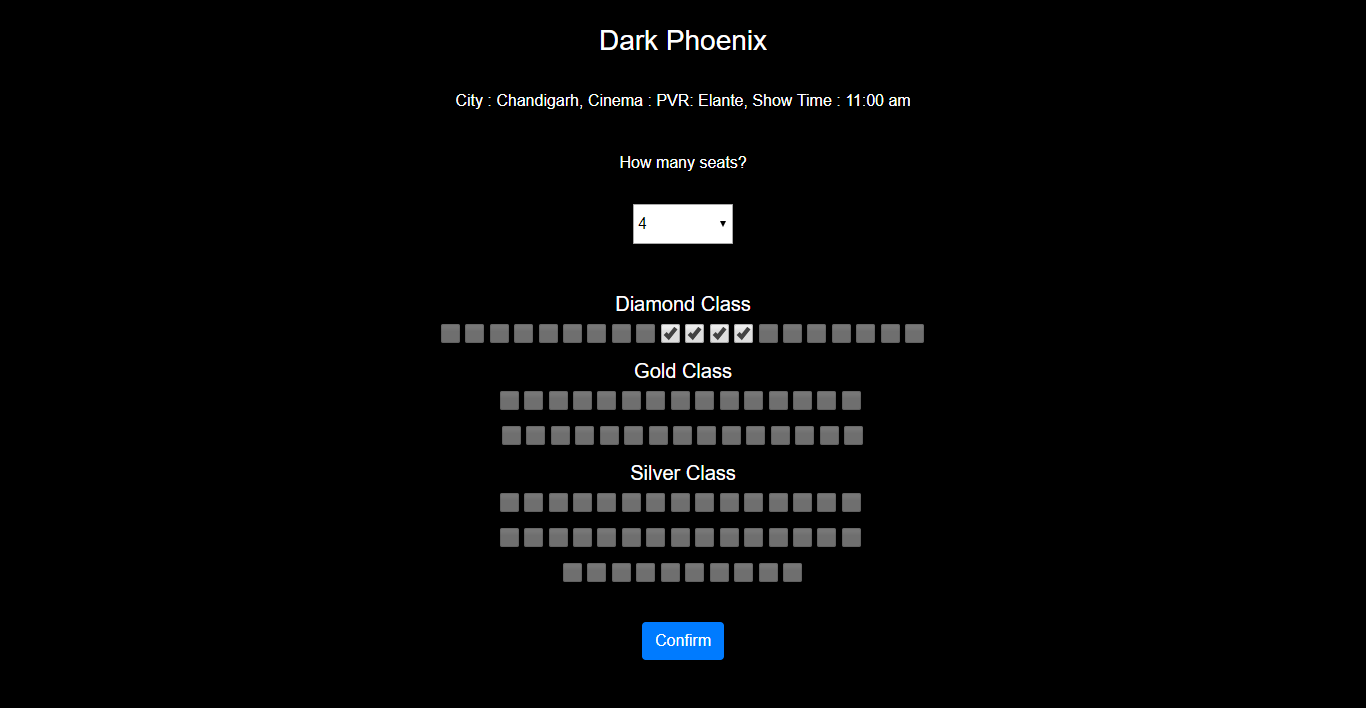 Dark Phoenix
City : Chandigarh, Cinema : PVR: Elante, Show Time : 11:00 am
How many seats?
4
Diamond Class
Gold Class
Silver Class
Confirm